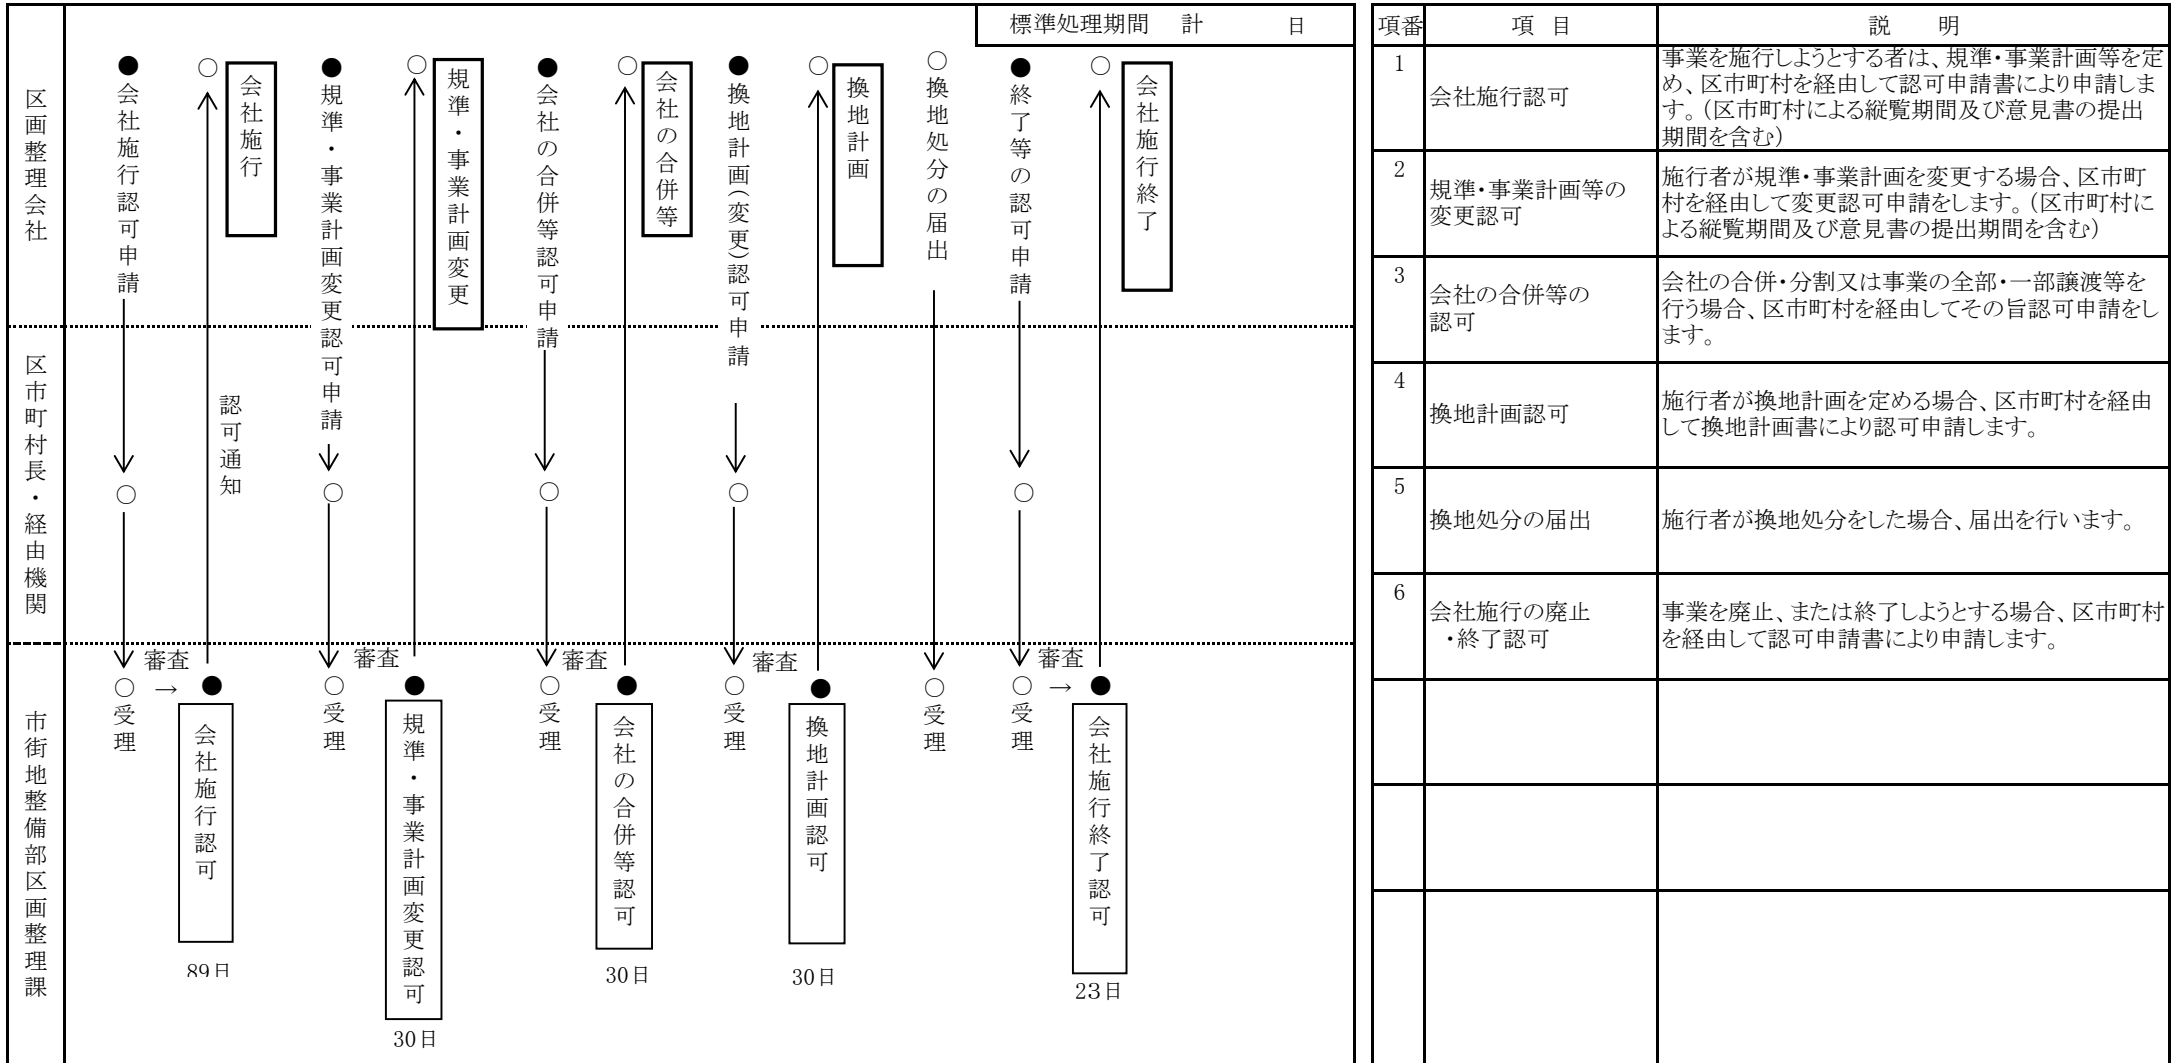 標準処理期間 計 日
区画整理会社
会社施行認可申請
会社施行
規準・事業計画変更認可申請
規準・事業計画変更
会社の合併等認可申請
会社の合併等
換地計画(変更)認可申請
換地計画
換地処分の届出
終了等の認可申請
会社施行終了
区市町村長・経由機関
認可通知
市街地整備部区画整理課
審査
審査
審査
審査
審査
→
→
受理
会社施行認可
89日
受理
規準・事業計画変更認可
30日
受理
会社の合併等認可
30日
受理
換地計画認可
30日
受理
受理
会社施行終了認可
23日
項番 項 目 説 明
1
会社施行認可
事業を施行しようとする者は、規準・事業計画等を定
め、区市町村を経由して認可申請書により申請しま
す。(区市町村による縦覧期間及び意見書の提出
期間を含む)
2
規準・事業計画等の
変更認可
施行者が規準・事業計画を変更する場合、区市町
村を経由して変更認可申請をします。(区市町村に
よる縦覧期間及び意見書の提出期間を含む)
3
会社の合併等の
認可
会社の合併・分割又は事業の全部・一部譲渡等を
行う場合、区市町村を経由してその旨認可申請をし
ます。
4
換地計画認可
施行者が換地計画を定める場合、区市町村を経由
して換地計画書により認可申請します。
5
換地処分の届出
施行者が換地処分をした場合、届出を行います。
6
会社施行の廃止
・終了認可
事業を廃止、または終了しようとする場合、区市町村
を経由して認可申請書により申請します。